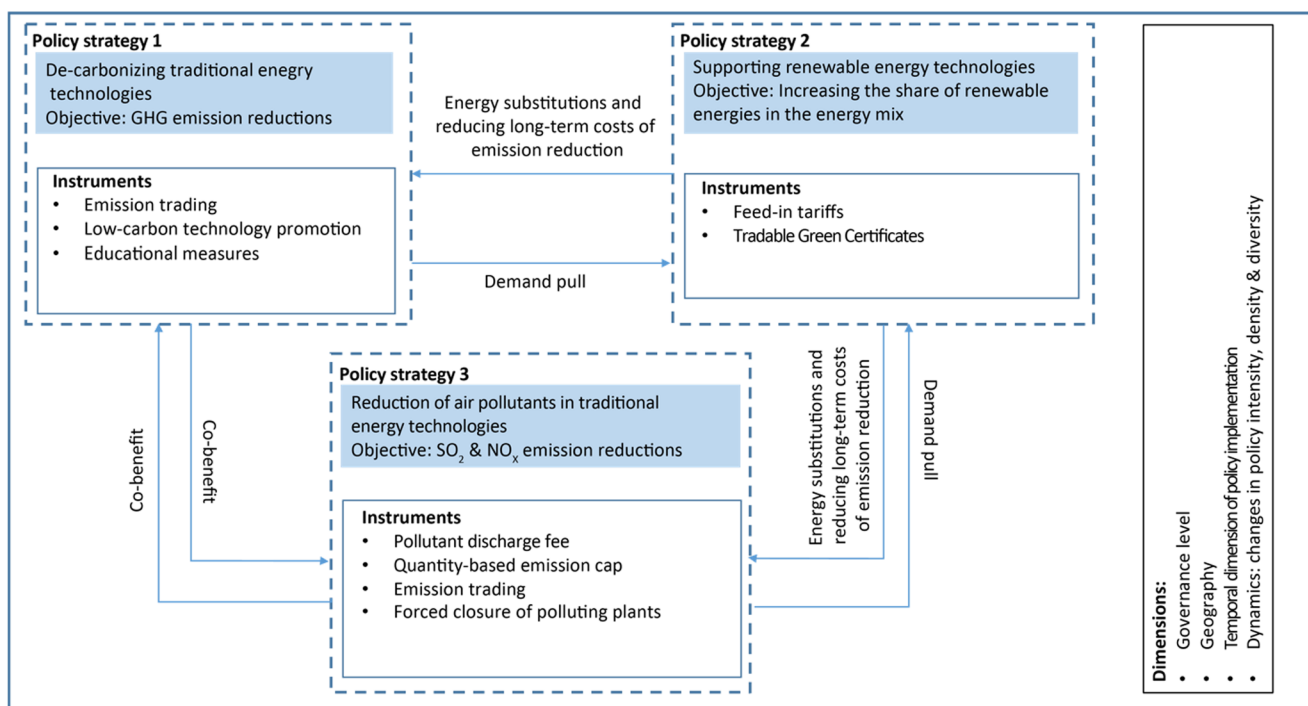 Policy strategy 1
De-carbonizing traditional enegry
technologies
Objective: GHG emission reductions
Instruments
• Emission trading
• Low-carbon technology promotion
• Educational measures
Energy substitutions and
reducing long-term costs of
emission reduction
Demand pull
Policy strategy 2
Supporting renewable energy technologies
Objective: Increasing the share of renewable
energies in the energy mix
Instruments
• Feed-in tariffs
• Tradable Green Certificates
Co-benefit
Co-benefit
Policy strategy 3
Reduction of air pollutants in traditional
energy technologies
Objective: SO₂ & NOₓ emission reductions
Instruments
• Pollutant discharge fee
• Quantity-based emission cap
• Emission trading
• Forced closure of polluting plants
Energy substitutions and
reducing long-term costs
of emission reduction
Demand pull
Dimensions:
• Governance level
• Geography
• Temporal dimension of policy implementation
• Dynamics: changes in policy intensity, density & diversity